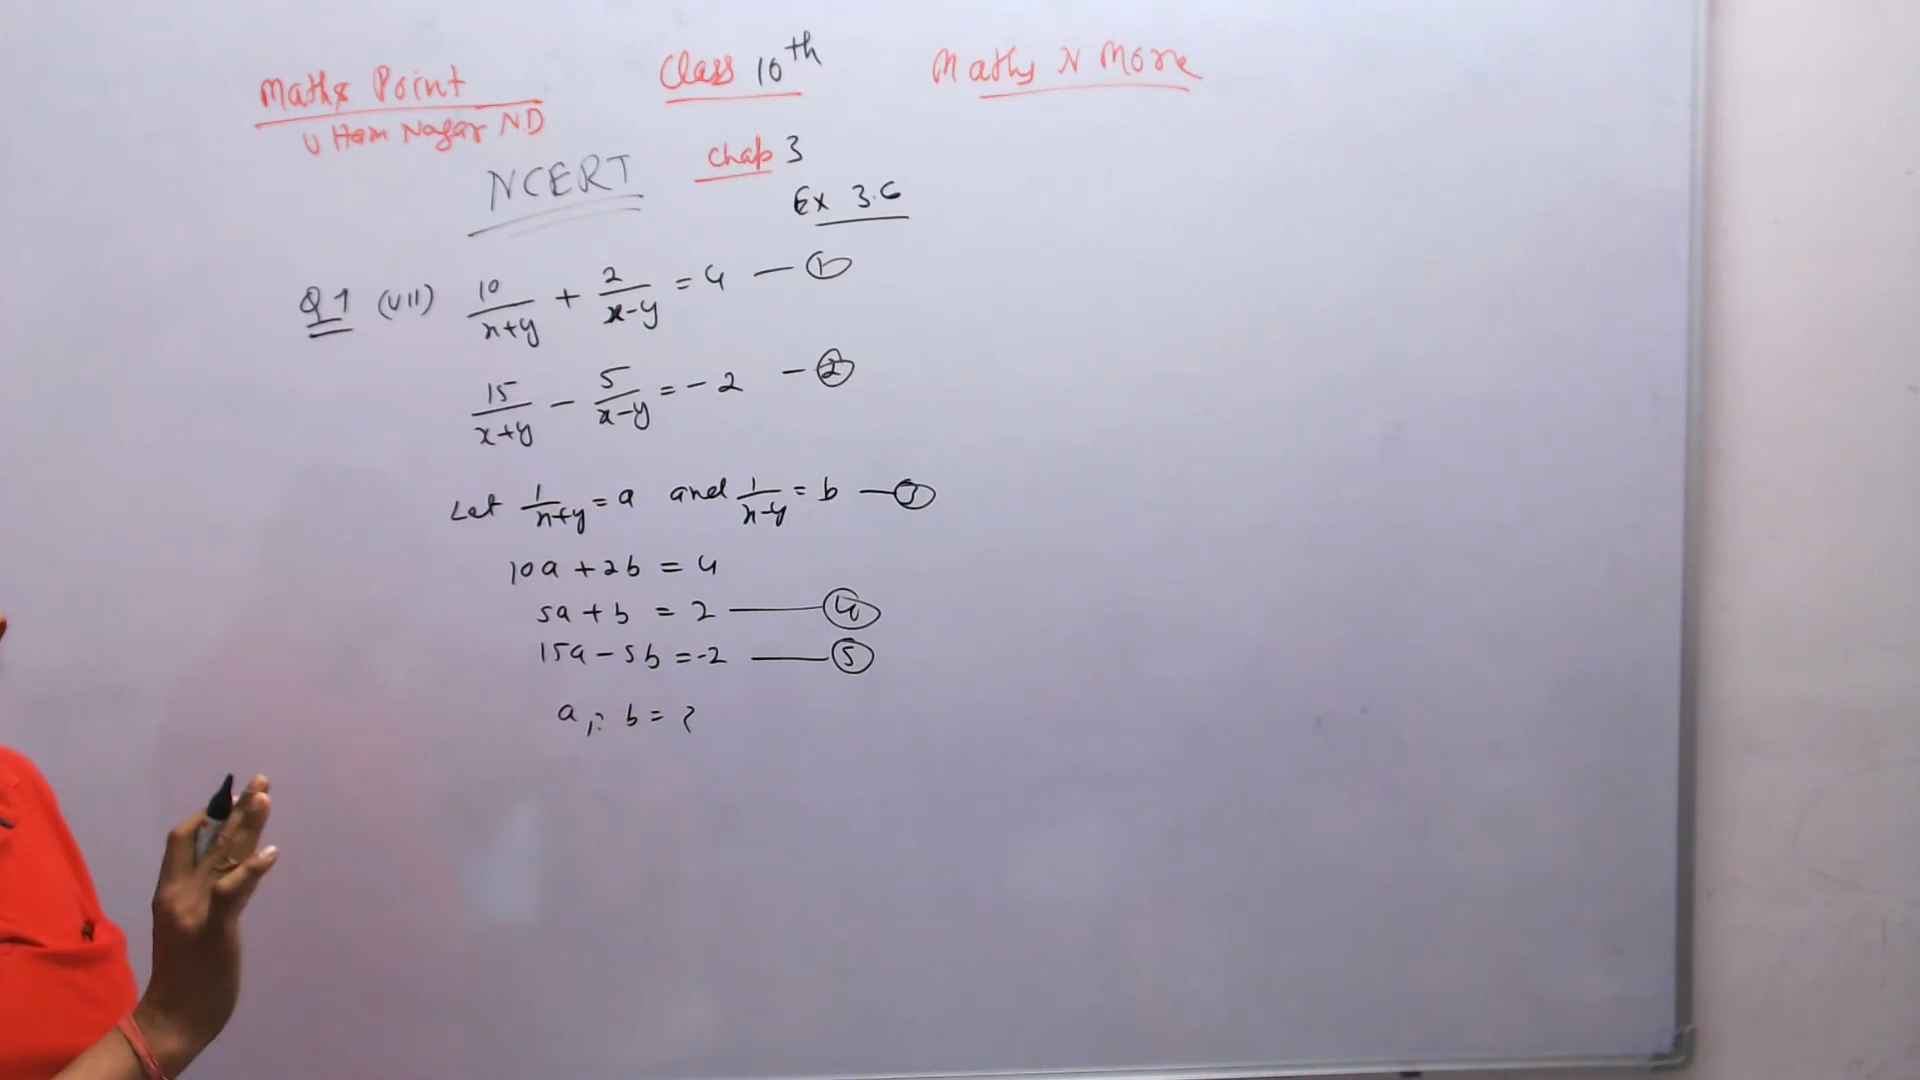 Maths Point
U Ham Nagar ND
Class 10th
Maths N More
NCERT
Chap 3
Ex 3.6
Q1 (VII) 10/x+y + 2/x-y = 4 — ①
15/x+y - 5/x-y = -2 — ②
Let 1/x+y = a and 1/x-y = b — ③
10a + 2b = 4
5a + b = 2 — ④
15a - 5b = -2 — ⑤
a, b = ?